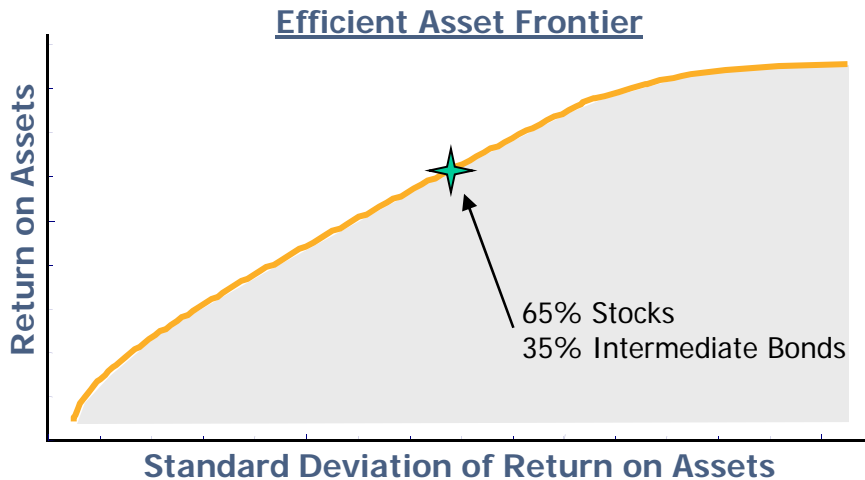 Efficient Asset Frontier
Return on Assets
65% Stocks
35% Intermediate Bonds
Standard Deviation of Return on Assets